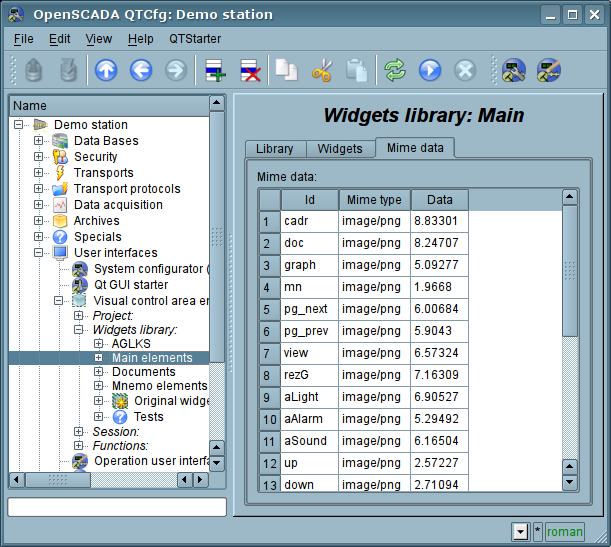 OpenSCADA QTCfg: Demo station
File Edit View Help QTStarter
Name
Demo station
Data Bases
Security
Transports
Transport protocols
Data acquisition
Archives
Specials
User interfaces
System configurator (
Qt GUI starter
Visual control area en
Project:
Widgets library:
AGLKS
Main elements
Documents
Mnemo elements
Original widge
Tests
Session:
Functions:
Operation user interfa
Widgets library: Main
Library Widgets Mime data
Mime data:
Id Mime type Data
1 cadr image/png 8.83301
2 doc image/png 8.24707
3 graph image/png 5.09277
4 mn image/png 1.9668
5 pg_next image/png 6.00684
6 pg_prev image/png 5.9043
7 view image/png 6.57324
8 rezG image/png 7.16309
9 aLight image/png 6.90527
10 aAlarm image/png 5.29492
11 aSound image/png 6.16504
12 up image/png 2.57227
13 down image/png 2.71094
* roman